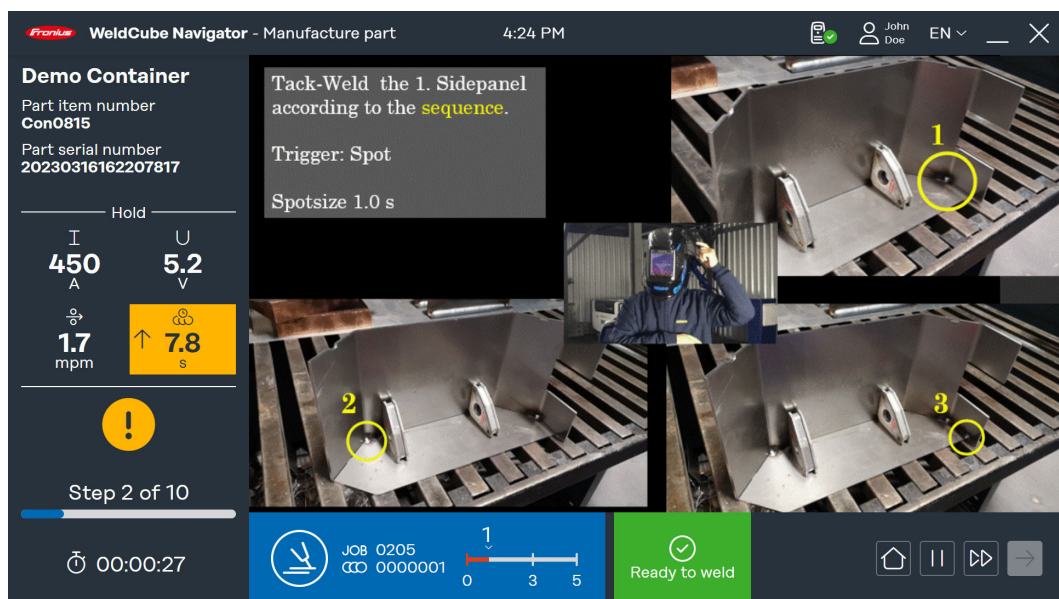 Fronius WeldCube Navigator - Manufacture part 4:24 PM John Doe EN
Demo Container
Part item number
Con0815
Part serial number
20230316162207817
Hold
I U
450 5.2
A V
1.7 7.8
mpm s
!
Step 2 of 10
00:00:27
Tack-Weld the 1. Sidepanel
according to the sequence.
Trigger: Spot
Spotsize 1.0 s
1
2
3
JOB 0205
0000001
1
0 3 5
Ready to weld